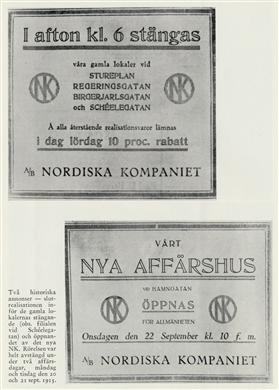 I afton kl. 6 stängas
våra gamla lokaler vid
STUREPLAN
REGERINGSGATAN
BIRGERJARLSGATAN
och SCHÉELEGATAN
NK
NK
Å alla återstående realisationsvaror lämnas
i dag lördag 10 proc. rabatt
A/B NORDISKA KOMPANIET
Två historiska
annonser — slut-
realisationen in-
för de gamla lo-
kalernas stängan-
de (obs. filialen
vid Schéelega-
tan) och öppnan-
det av det nya
NK. Rörelsen var
helt avstängd un-
der två affärs-
dagar, måndag
och tisdag den 20
och 21 sept. 1915.
VÅRT
NYA AFFÄRSHUS
VID HAMNGATAN
ÖPPNAS
FÖR ALLMÄNHETEN
NK
NK
Onsdagen den 22 September kl. 10 f. m.
A/B NORDISKA KOMPANIET